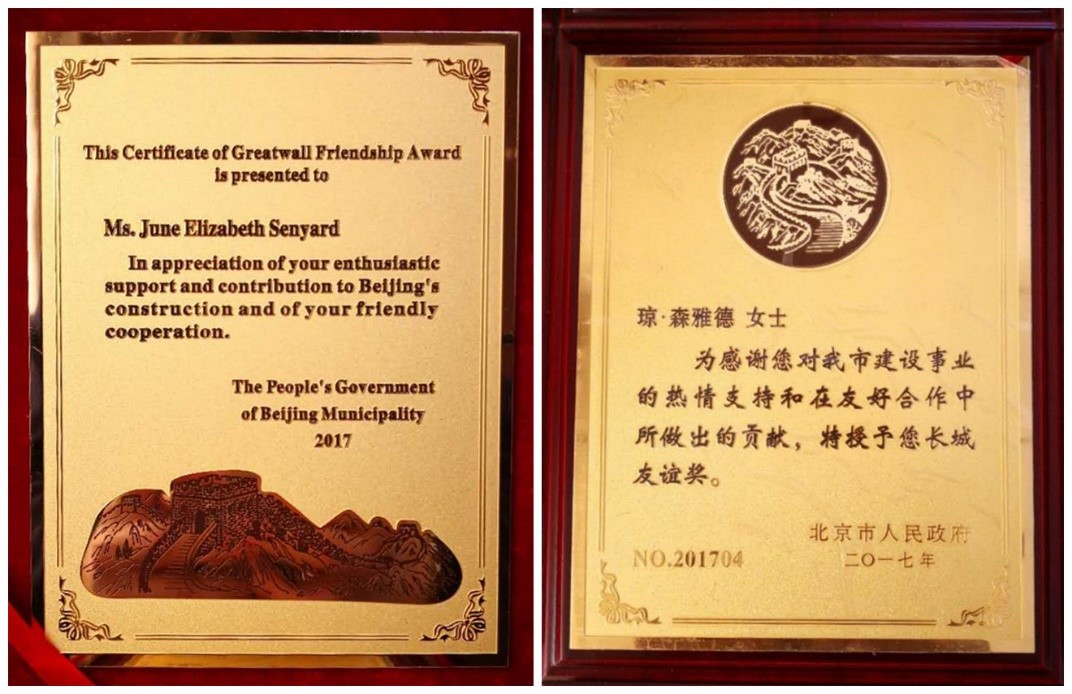 This Certificate of Greatwall Friendship Award
is presented to
Ms. June Elizabeth Senyard
In appreciation of your enthusiastic
support and contribution to Beijing's
construction and of your friendly
cooperation.
The People's Government
of Beijing Municipality
2017
琼·森雅德 女士
为感谢您对我市建设事业
的热情支持和在友好合作中
所做出的贡献，特授予您长城
友谊奖。
北京市人民政府
NO.201704
二〇一七年